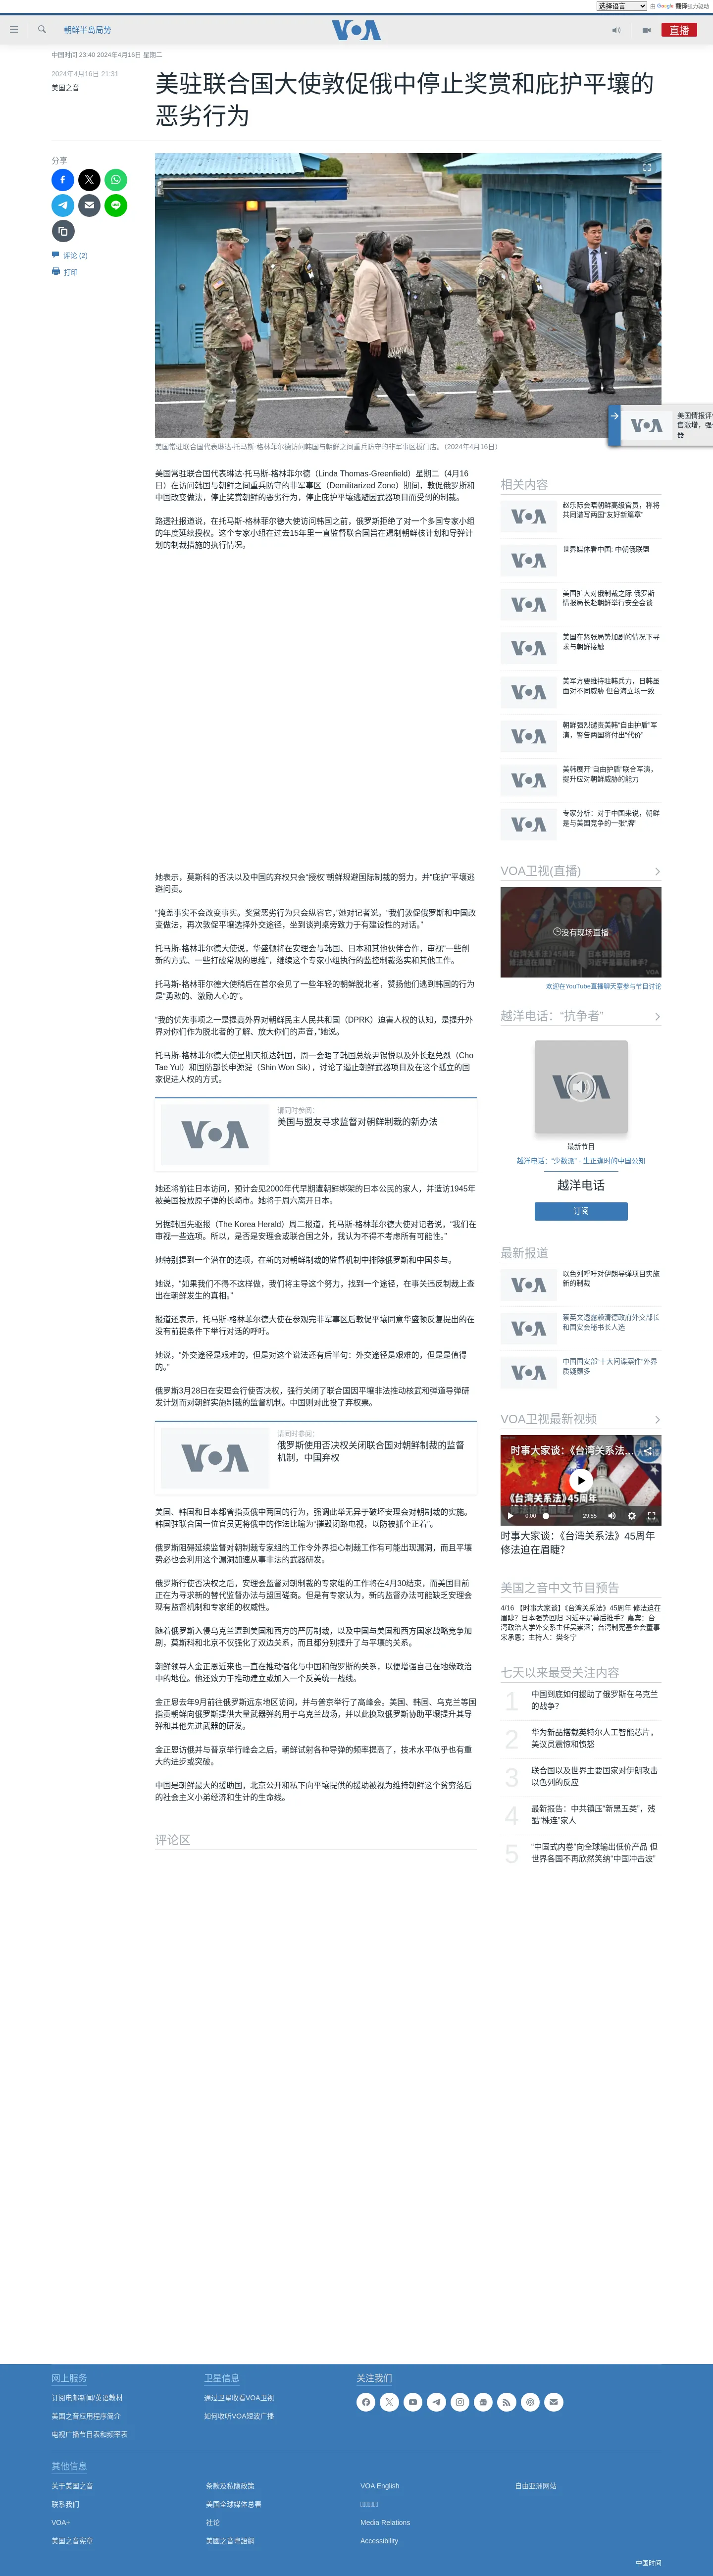 选择语言 由 Google 翻译强力驱动
朝鲜半岛局势
VOA
直播
中国时间 23:40 2024年4月16日 星期二
2024年4月16日 21:31
美国之音
美驻联合国大使敦促俄中停止奖赏和庇护平壤的
恶劣行为
分享
评论 (2)
打印
美国常驻联合国代表琳达·托马斯-格林菲尔德访问韩国与朝鲜之间重兵防守的非军事区板门店。（2024年4月16日）
美国情报评
售激增，强
器
美国常驻联合国代表琳达·托马斯-格林菲尔德（Linda Thomas-Greenfield）星期二（4月16
日）在访问韩国与朝鲜之间重兵防守的非军事区（Demilitarized Zone）期间，敦促俄罗斯和
中国改变做法，停止奖赏朝鲜的恶劣行为，停止庇护平壤逃避因武器项目而受到的制裁。
路透社报道说，在托马斯-格林菲尔德大使访问韩国之前，俄罗斯拒绝了对一个多国专家小组
的年度延续授权。这个专家小组在过去15年里一直监督联合国旨在遏制朝鲜核计划和导弹计
划的制裁措施的执行情况。
她表示，莫斯科的否决以及中国的弃权只会“授权”朝鲜规避国际制裁的努力，并“庇护”平壤逃
避问责。
“掩盖事实不会改变事实。奖赏恶劣行为只会纵容它，”她对记者说。“我们敦促俄罗斯和中国改
变做法，再次敦促平壤选择外交途径，坐到谈判桌旁致力于有建设性的对话。”
托马斯-格林菲尔德大使说，华盛顿将在安理会与韩国、日本和其他伙伴合作，审视“一些创
新的方式、一些打破常规的思维”，继续这个专家小组执行的监控制裁落实和其他工作。
托马斯-格林菲尔德大使稍后在首尔会见了一些年轻的朝鲜脱北者，赞扬他们逃到韩国的行为
是“勇敢的、激励人心的”。
“我的优先事项之一是提高外界对朝鲜民主人民共和国（DPRK）迫害人权的认知，是提升外
界对你们作为脱北者的了解、放大你们的声音，”她说。
托马斯-格林菲尔德大使星期天抵达韩国，周一会晤了韩国总统尹锡悦以及外长赵兑烈（Cho
Tae Yul）和国防部长申源湜（Shin Won Sik），讨论了遏止朝鲜武器项目及在这个孤立的国
家促进人权的方式。
VOA
请同时参阅：
美国与盟友寻求监督对朝鲜制裁的新办法
她还将前往日本访问，预计会见2000年代早期遭朝鲜绑架的日本公民的家人，并造访1945年
被美国投放原子弹的长崎市。她将于周六离开日本。
另据韩国先驱报（The Korea Herald）周二报道，托马斯-格林菲尔德大使对记者说，“我们在
审视一些选项。所以，是否是安理会或联合国之外，我认为不得不考虑所有可能性。”
她特别提到一个潜在的选项，在新的对朝鲜制裁的监督机制中排除俄罗斯和中国参与。
她说，“如果我们不得不这样做，我们将主导这个努力，找到一个途径，在事关违反制裁上查
出在朝鲜发生的真相。”
报道还表示，托马斯-格林菲尔德大使在参观完非军事区后敦促平壤同意华盛顿反复提出的在
没有前提条件下举行对话的呼吁。
她说，“外交途径是艰难的，但是对这个说法还有后半句：外交途径是艰难的，但是是值得
的。”
俄罗斯3月28日在安理会行使否决权，强行关闭了联合国因平壤非法推动核武和弹道导弹研
发计划而对朝鲜实施制裁的监督机制。中国则对此投了弃权票。
VOA
请同时参阅：
俄罗斯使用否决权关闭联合国对朝鲜制裁的监督
机制，中国弃权
美国、韩国和日本都曾指责俄中两国的行为，强调此举无异于破坏安理会对朝制裁的实施。
韩国驻联合国一位官员更将俄中的作法比喻为“摧毁闭路电视，以防被抓个正着”。
俄罗斯阻碍延续监督对朝制裁专家组的工作令外界担心制裁工作有可能出现漏洞，而且平壤
势必也会利用这个漏洞加速从事非法的武器研发。
俄罗斯行使否决权之后，安理会监督对朝制裁的专家组的工作将在4月30结束，而美国目前
正在为寻求新的替代监督办法与盟国磋商。但是有专家认为，新的监督办法可能缺乏安理会
现有监督机制和专家组的权威性。
随着俄罗斯入侵乌克兰遭到美国和西方的严厉制裁，以及中国与美国和西方国家战略竞争加
剧，莫斯科和北京不仅强化了双边关系，而且都分别提升了与平壤的关系。
朝鲜领导人金正恩近来也一直在推动强化与中国和俄罗斯的关系，以便增强自己在地缘政治
中的地位。他还致力于推动建立或加入一个反美统一战线。
金正恩去年9月前往俄罗斯远东地区访问，并与普京举行了高峰会。美国、韩国、乌克兰等国
指责朝鲜向俄罗斯提供大量武器弹药用于乌克兰战场，并以此换取俄罗斯协助平壤提升其导
弹和其他先进武器的研发。
金正恩访俄并与普京举行峰会之后，朝鲜试射各种导弹的频率提高了，技术水平似乎也有重
大的进步或突破。
中国是朝鲜最大的援助国，北京公开和私下向平壤提供的援助被视为维持朝鲜这个贫穷落后
的社会主义小弟经济和生计的生命线。
评论区
相关内容
赵乐际会晤朝鲜高级官员，称将
共同谱写两国“友好新篇章”
世界媒体看中国: 中朝俄联盟
美国扩大对俄制裁之际 俄罗斯
情报局长赴朝鲜举行安全会谈
美国在紧张局势加剧的情况下寻
求与朝鲜接触
美军方要维持驻韩兵力，日韩虽
面对不同威胁 但台海立场一致
朝鲜强烈谴责美韩“自由护盾”军
演，警告两国将付出“代价”
美韩展开“自由护盾”联合军演，
提升应对朝鲜威胁的能力
专家分析：对于中国来说，朝鲜
是与美国竞争的一张“牌”
VOA卫视(直播)
没有现场直播
欢迎在YouTube直播聊天室参与节目讨论
越洋电话：“抗争者”
VOA
最新节目
越洋电话：“少数派” - 生正逢时的中国公知
越洋电话
订阅
最新报道
以色列呼吁对伊朗导弹项目实施
新的制裁
蔡英文透露赖清德政府外交部长
和国安会秘书长人选
中国国安部“十大间谍案件”外界
质疑颇多
VOA卫视最新视频
时事大家谈:《台湾关系法...
《台湾关系法》45周年
0:00
29:55
时事大家谈：《台湾关系法》45周年
修法迫在眉睫？
美国之音中文节目预告
4/16 【时事大家谈】《台湾关系法》45周年 修法迫在
眉睫？日本强势回归 习近平是幕后推手？嘉宾：台
湾政治大学外交系主任吴崇涵；台湾制宪基金会董事
宋承恩；主持人：樊冬宁
七天以来最受关注内容
1 中国到底如何援助了俄罗斯在乌克兰
的战争？
2 华为新品搭载英特尔人工智能芯片，
美议员震惊和愤怒
3 联合国以及世界主要国家对伊朗攻击
以色列的反应
4 最新报告：中共镇压“新黑五类”，残
酷“株连”家人
5 “中国式内卷”向全球输出低价产品 但
世界各国不再欣然笑纳“中国冲击波”
网上服务
订阅电邮新闻/英语教材
美国之音应用程序简介
电视广播节目表和频率表
卫星信息
通过卫星收看VOA卫视
如何收听VOA短波广播
关注我们
其他信息
关于美国之音
联系我们
VOA+
美国之音宪章
条款及私隐政策
美国全球媒体总署
社论
美國之音粵語網
VOA English
Media Relations
Accessibility
自由亚洲网站
中国时间